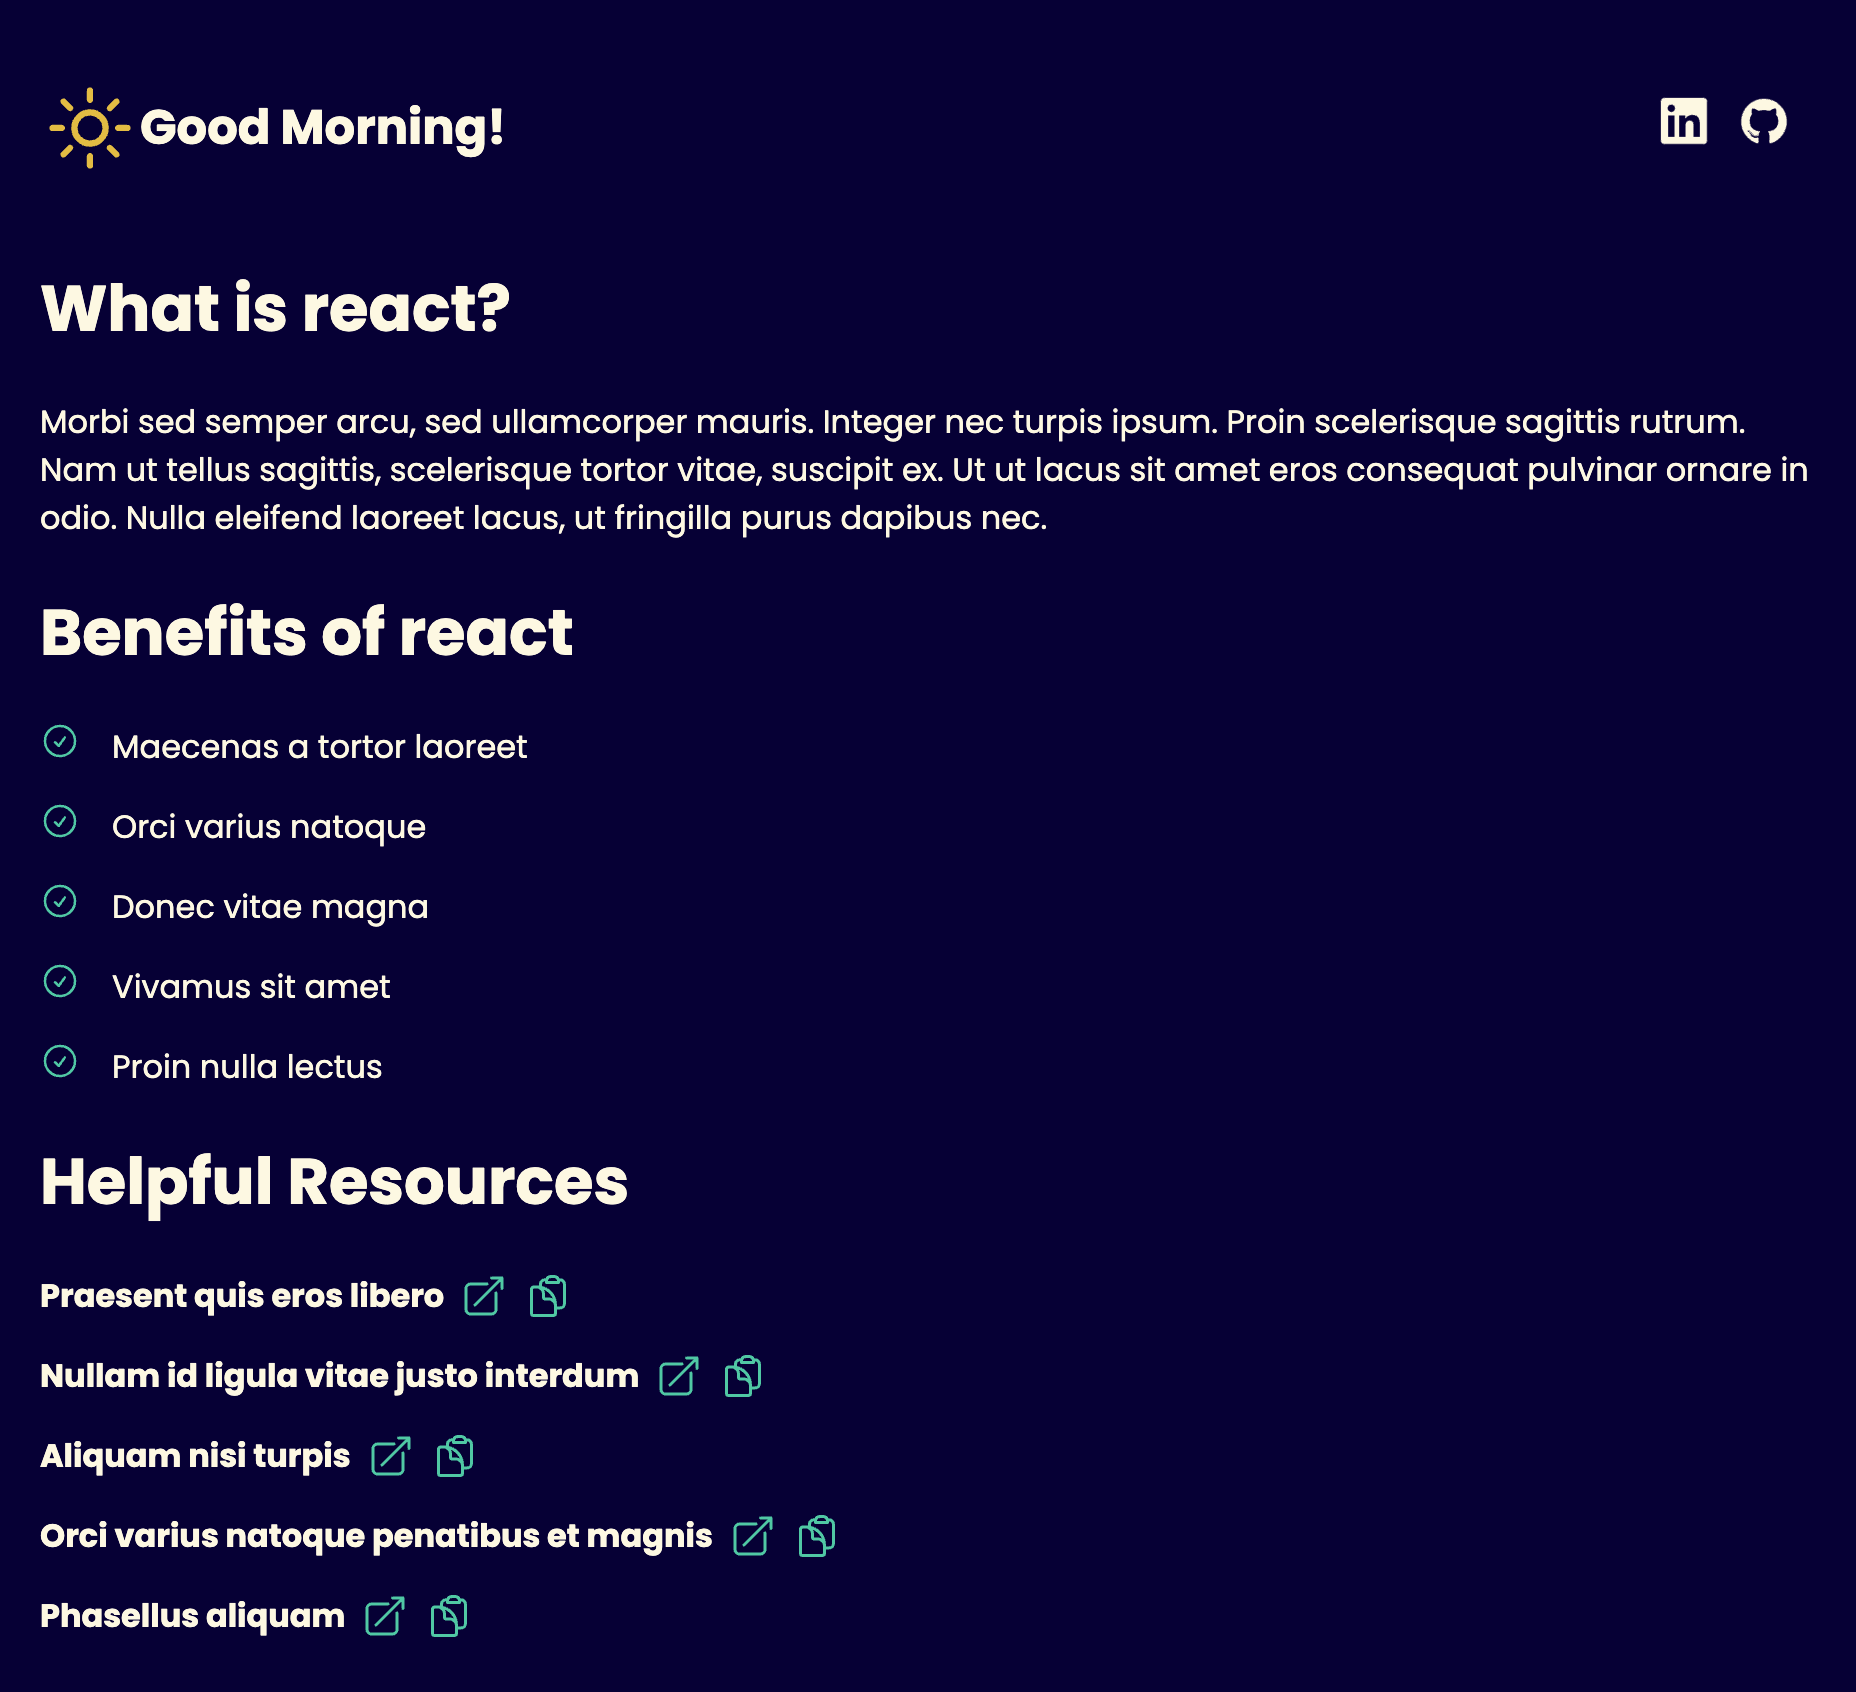 Good Morning!
in
What is react?
Morbi sed semper arcu, sed ullamcorper mauris. Integer nec turpis ipsum. Proin scelerisque sagittis rutrum.
Nam ut tellus sagittis, scelerisque tortor vitae, suscipit ex. Ut ut lacus sit amet eros consequat pulvinar ornare in
odio. Nulla eleifend laoreet lacus, ut fringilla purus dapibus nec.
Benefits of react
Maecenas a tortor laoreet
Orci varius natoque
Donec vitae magna
Vivamus sit amet
Proin nulla lectus
Helpful Resources
Praesent quis eros libero
Nullam id ligula vitae justo interdum
Aliquam nisi turpis
Orci varius natoque penatibus et magnis
Phasellus aliquam